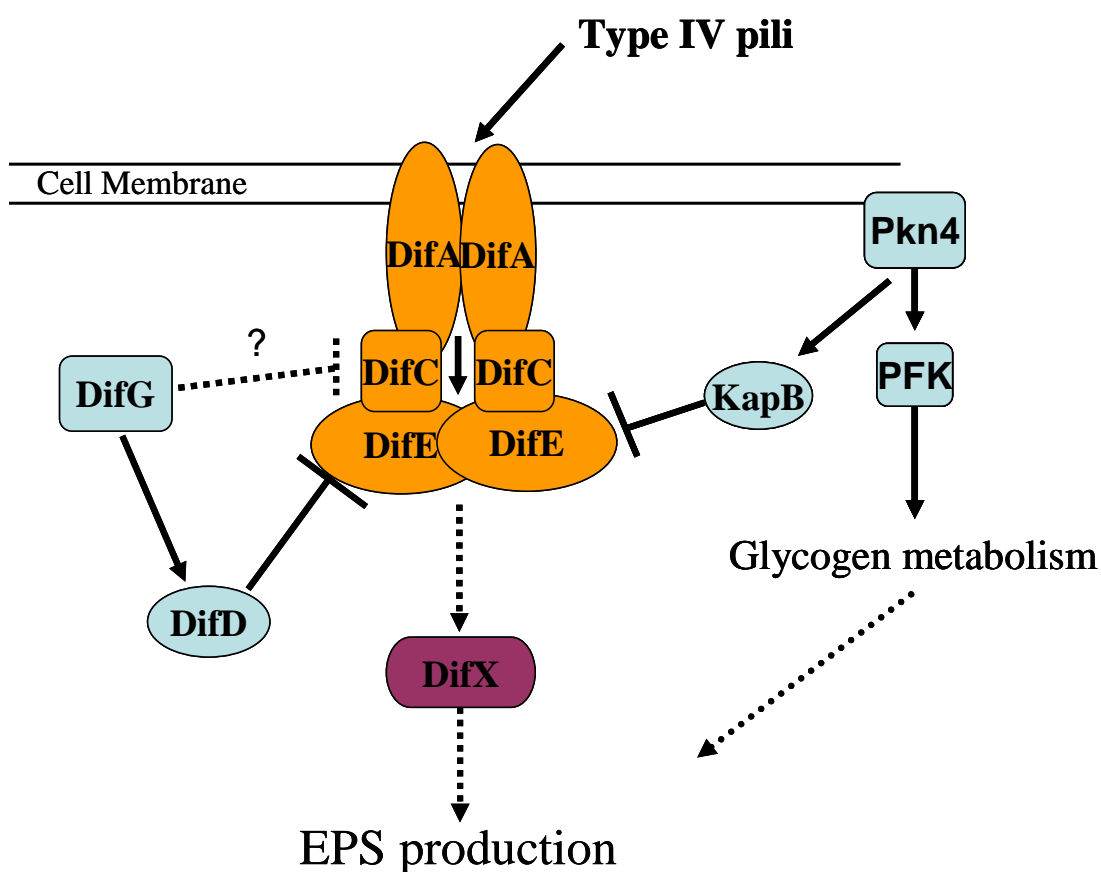 Type IV pili
Cell Membrane
Pkn4
DifA DifA
?
DifC DifC
PFK
DifG
KapB
DifE DifE
Glycogen metabolism
DifD
DifX
EPS production